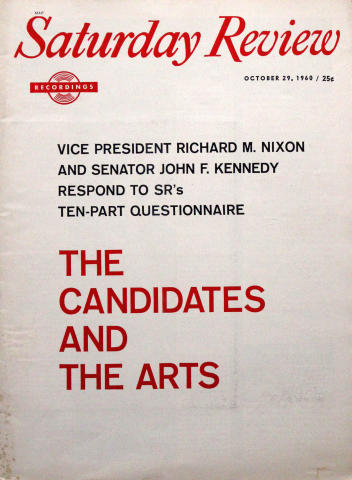 Saturday Review
RECORDINGS
OCTOBER 29, 1960 / 25¢
VICE PRESIDENT RICHARD M. NIXON
AND SENATOR JOHN F. KENNEDY
RESPOND TO SR's
TEN-PART QUESTIONNAIRE
THE
CANDIDATES
AND
THE ARTS